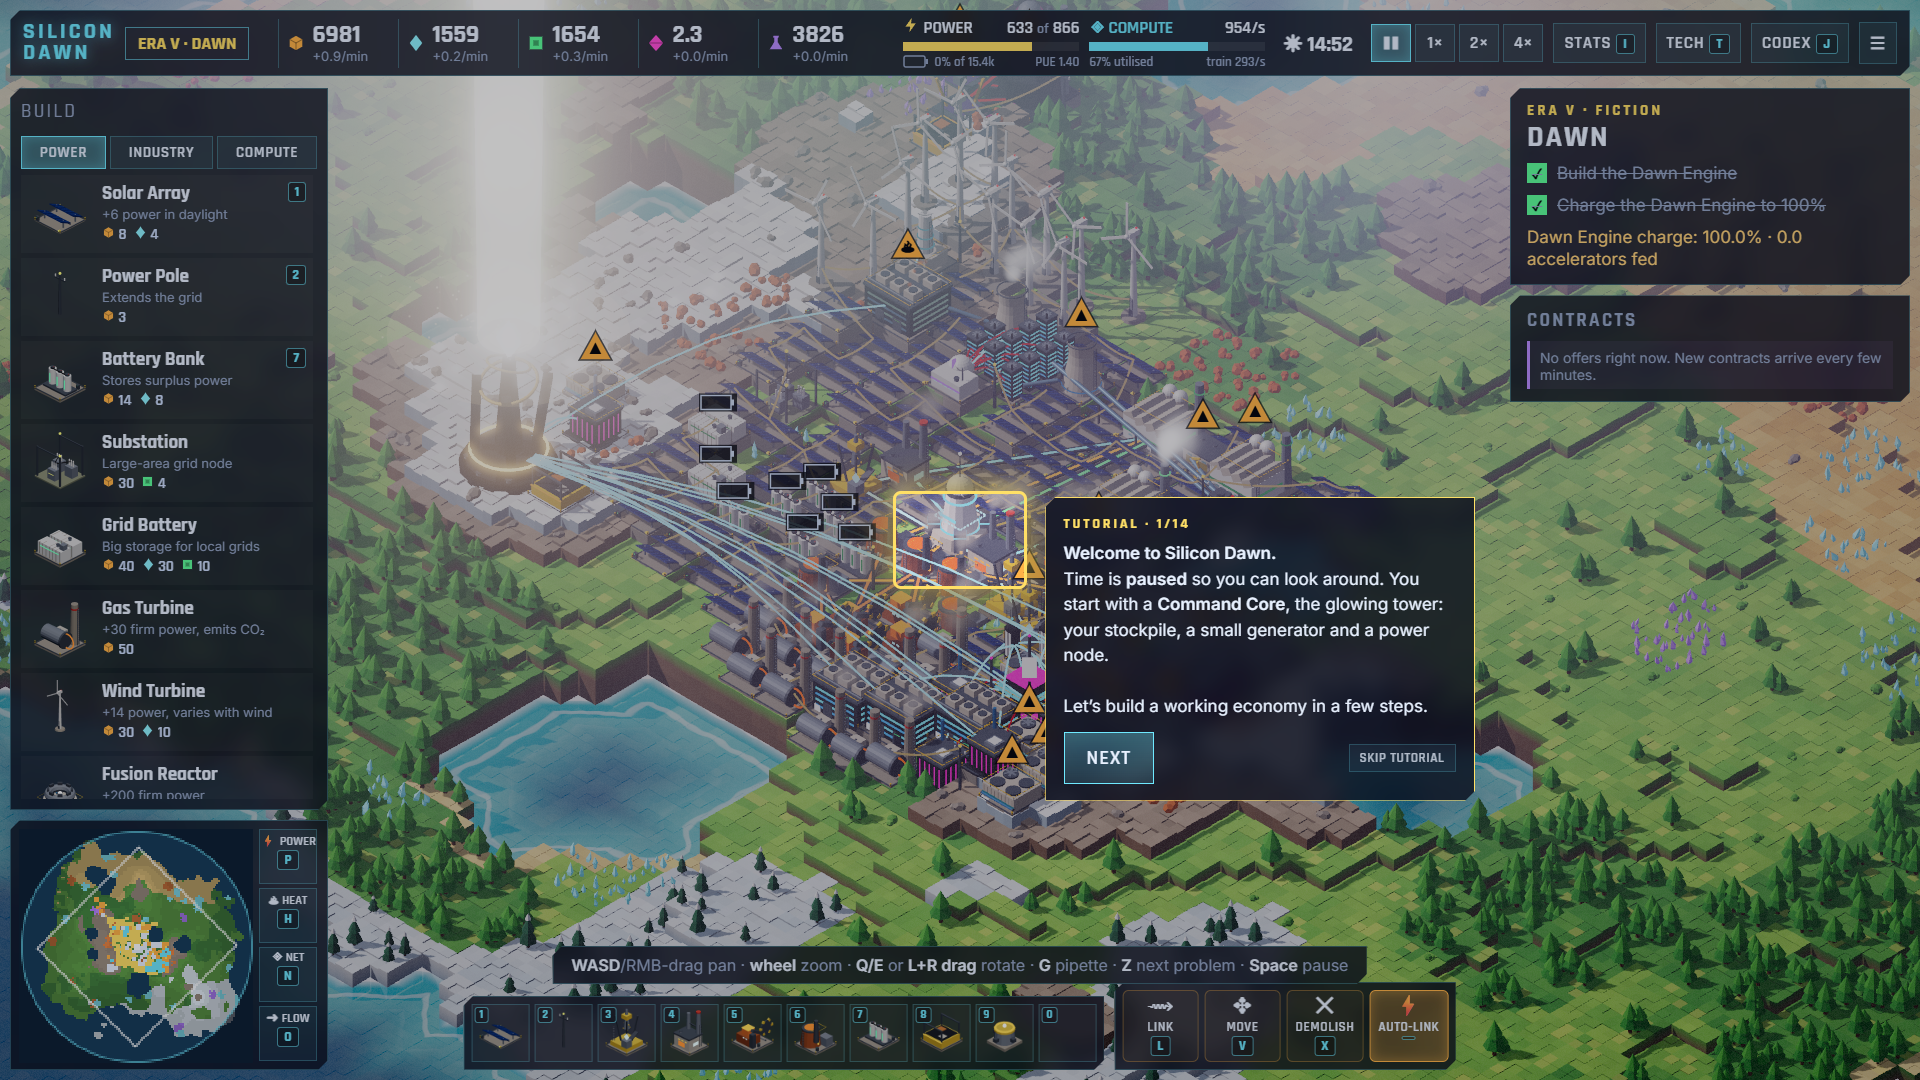 SILICON DAWN
ERA V · DAWN
6981
+0.9/min
1559
+0.2/min
1654
+0.3/min
2.3
+0.0/min
3826
+0.0/min
POWER 633 of 866
0% of 15.4k PUE 1.40
COMPUTE 954/s
67% utilised train 293/s
14:52
1×
2×
4×
STATS I
TECH T
CODEX J
BUILD
POWER
INDUSTRY
COMPUTE
Solar Array 1
+6 power in daylight
8 4
Power Pole 2
Extends the grid
3
Battery Bank 7
Stores surplus power
14 8
Substation
Large-area grid node
30 4
Grid Battery
Big storage for local grids
40 30 10
Gas Turbine
+30 firm power, emits CO₂
50
Wind Turbine
+14 power, varies with wind
30 10
Fusion Reactor
+200 firm power
ERA V · FICTION
DAWN
Build the Dawn Engine
Charge the Dawn Engine to 100%
Dawn Engine charge: 100.0% · 0.0
accelerators fed
CONTRACTS
No offers right now. New contracts arrive every few
minutes.
TUTORIAL · 1/14
Welcome to Silicon Dawn.
Time is paused so you can look around. You
start with a Command Core, the glowing tower:
your stockpile, a small generator and a power
node.
Let's build a working economy in a few steps.
NEXT
SKIP TUTORIAL
POWER
P
HEAT
H
NET
N
FLOW
O
WASD/RMB-drag pan · wheel zoom · Q/E or L+R drag rotate · G pipette · Z next problem · Space pause
1 2 3 4 5 6 7 8 9 0
LINK
L
MOVE
V
DEMOLISH
X
AUTO-LINK